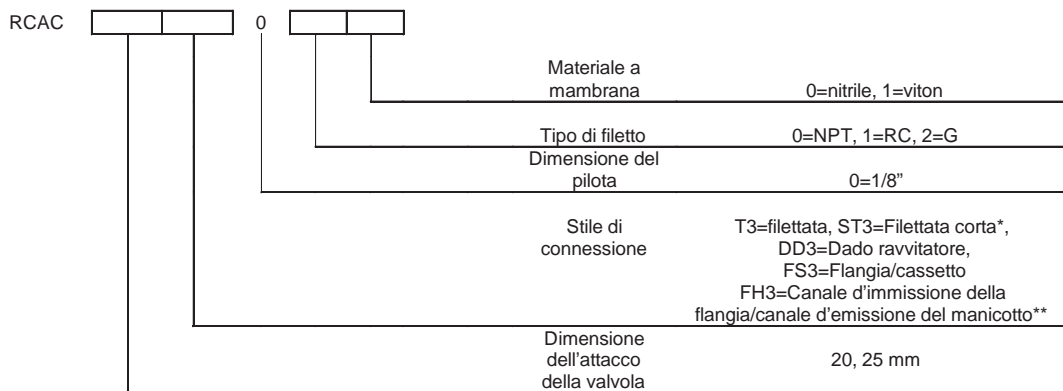 RCAC 0
Materiale a
mambrana 0=nitrile, 1=viton
Tipo di filetto 0=NPT, 1=RC, 2=G
Dimensione del
pilota 0=1/8”
Stile di
connessione
T3=filettata, ST3=Filettata corta*,
DD3=Dado ravvitatore,
FS3=Flangia/cassetto
FH3=Canale d’immissione della
flangia/canale d’emissione del manicotto**
Dimensione
dell’attacco
della valvola
20, 25 mm